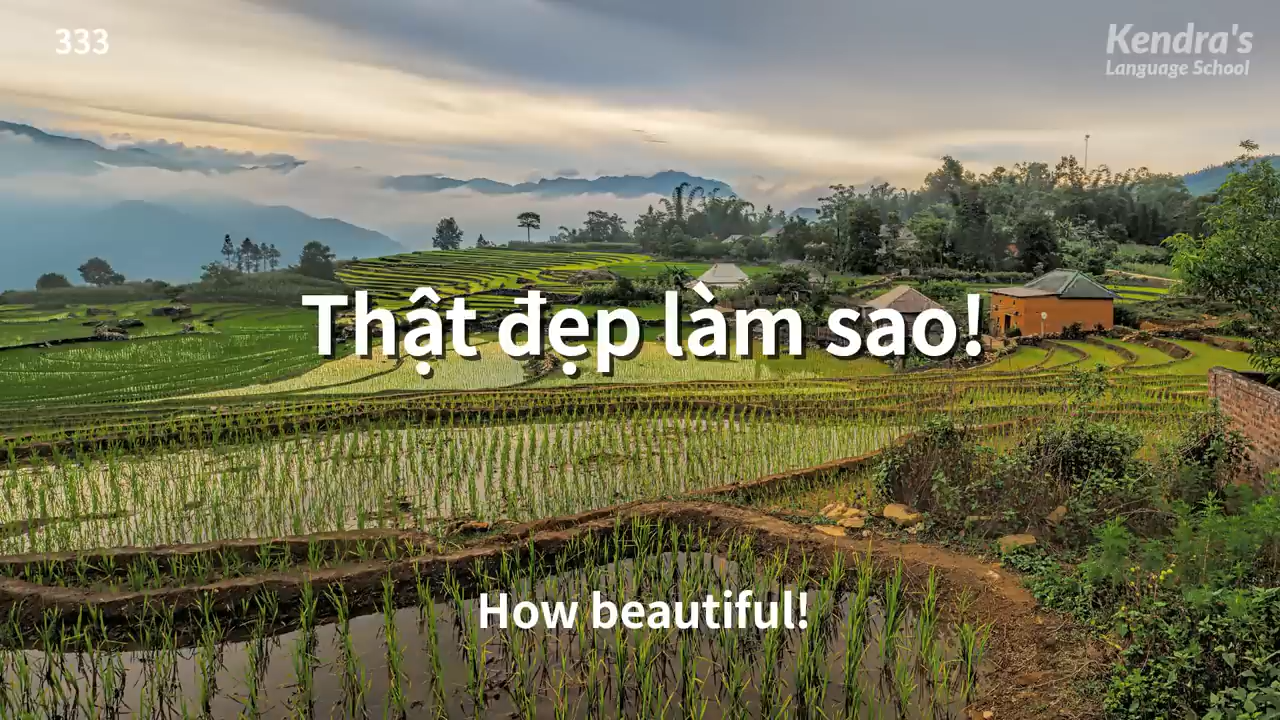 333
Kendra's
Language School
Thật đẹp làm sao!
How beautiful!